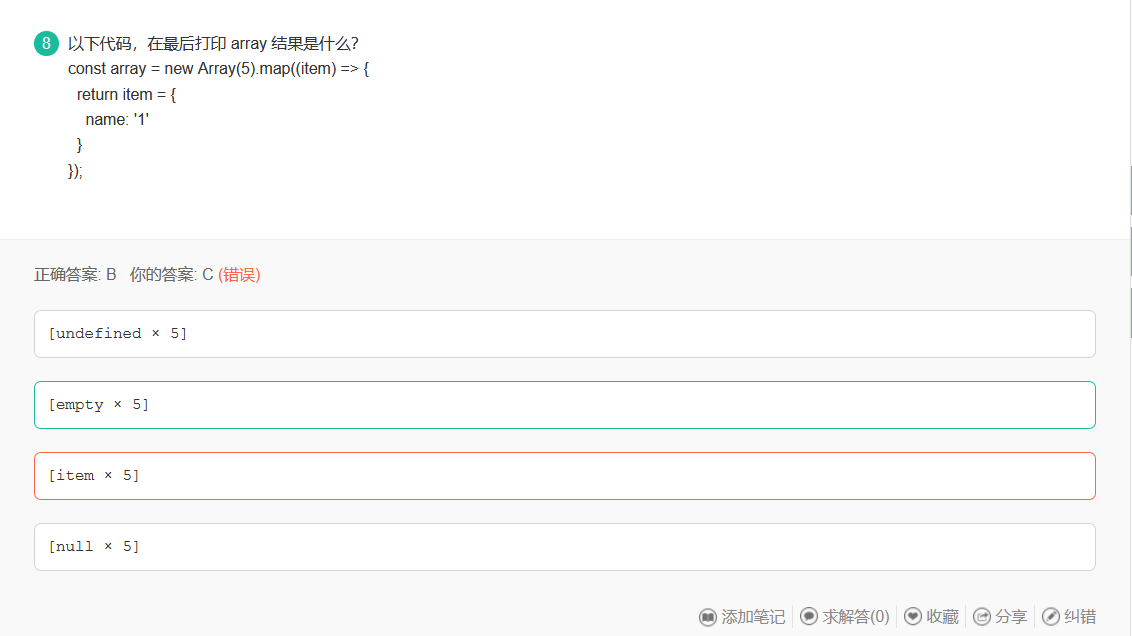 8 以下代码，在最后打印 array 结果是什么？
const array = new Array(5).map((item) => {
return item = {
name: '1'
}
});
正确答案: B 你的答案: C (错误)
[undefined × 5]
[empty × 5]
[item × 5]
[null × 5]
添加笔记 求解答(0) 收藏 分享 纠错